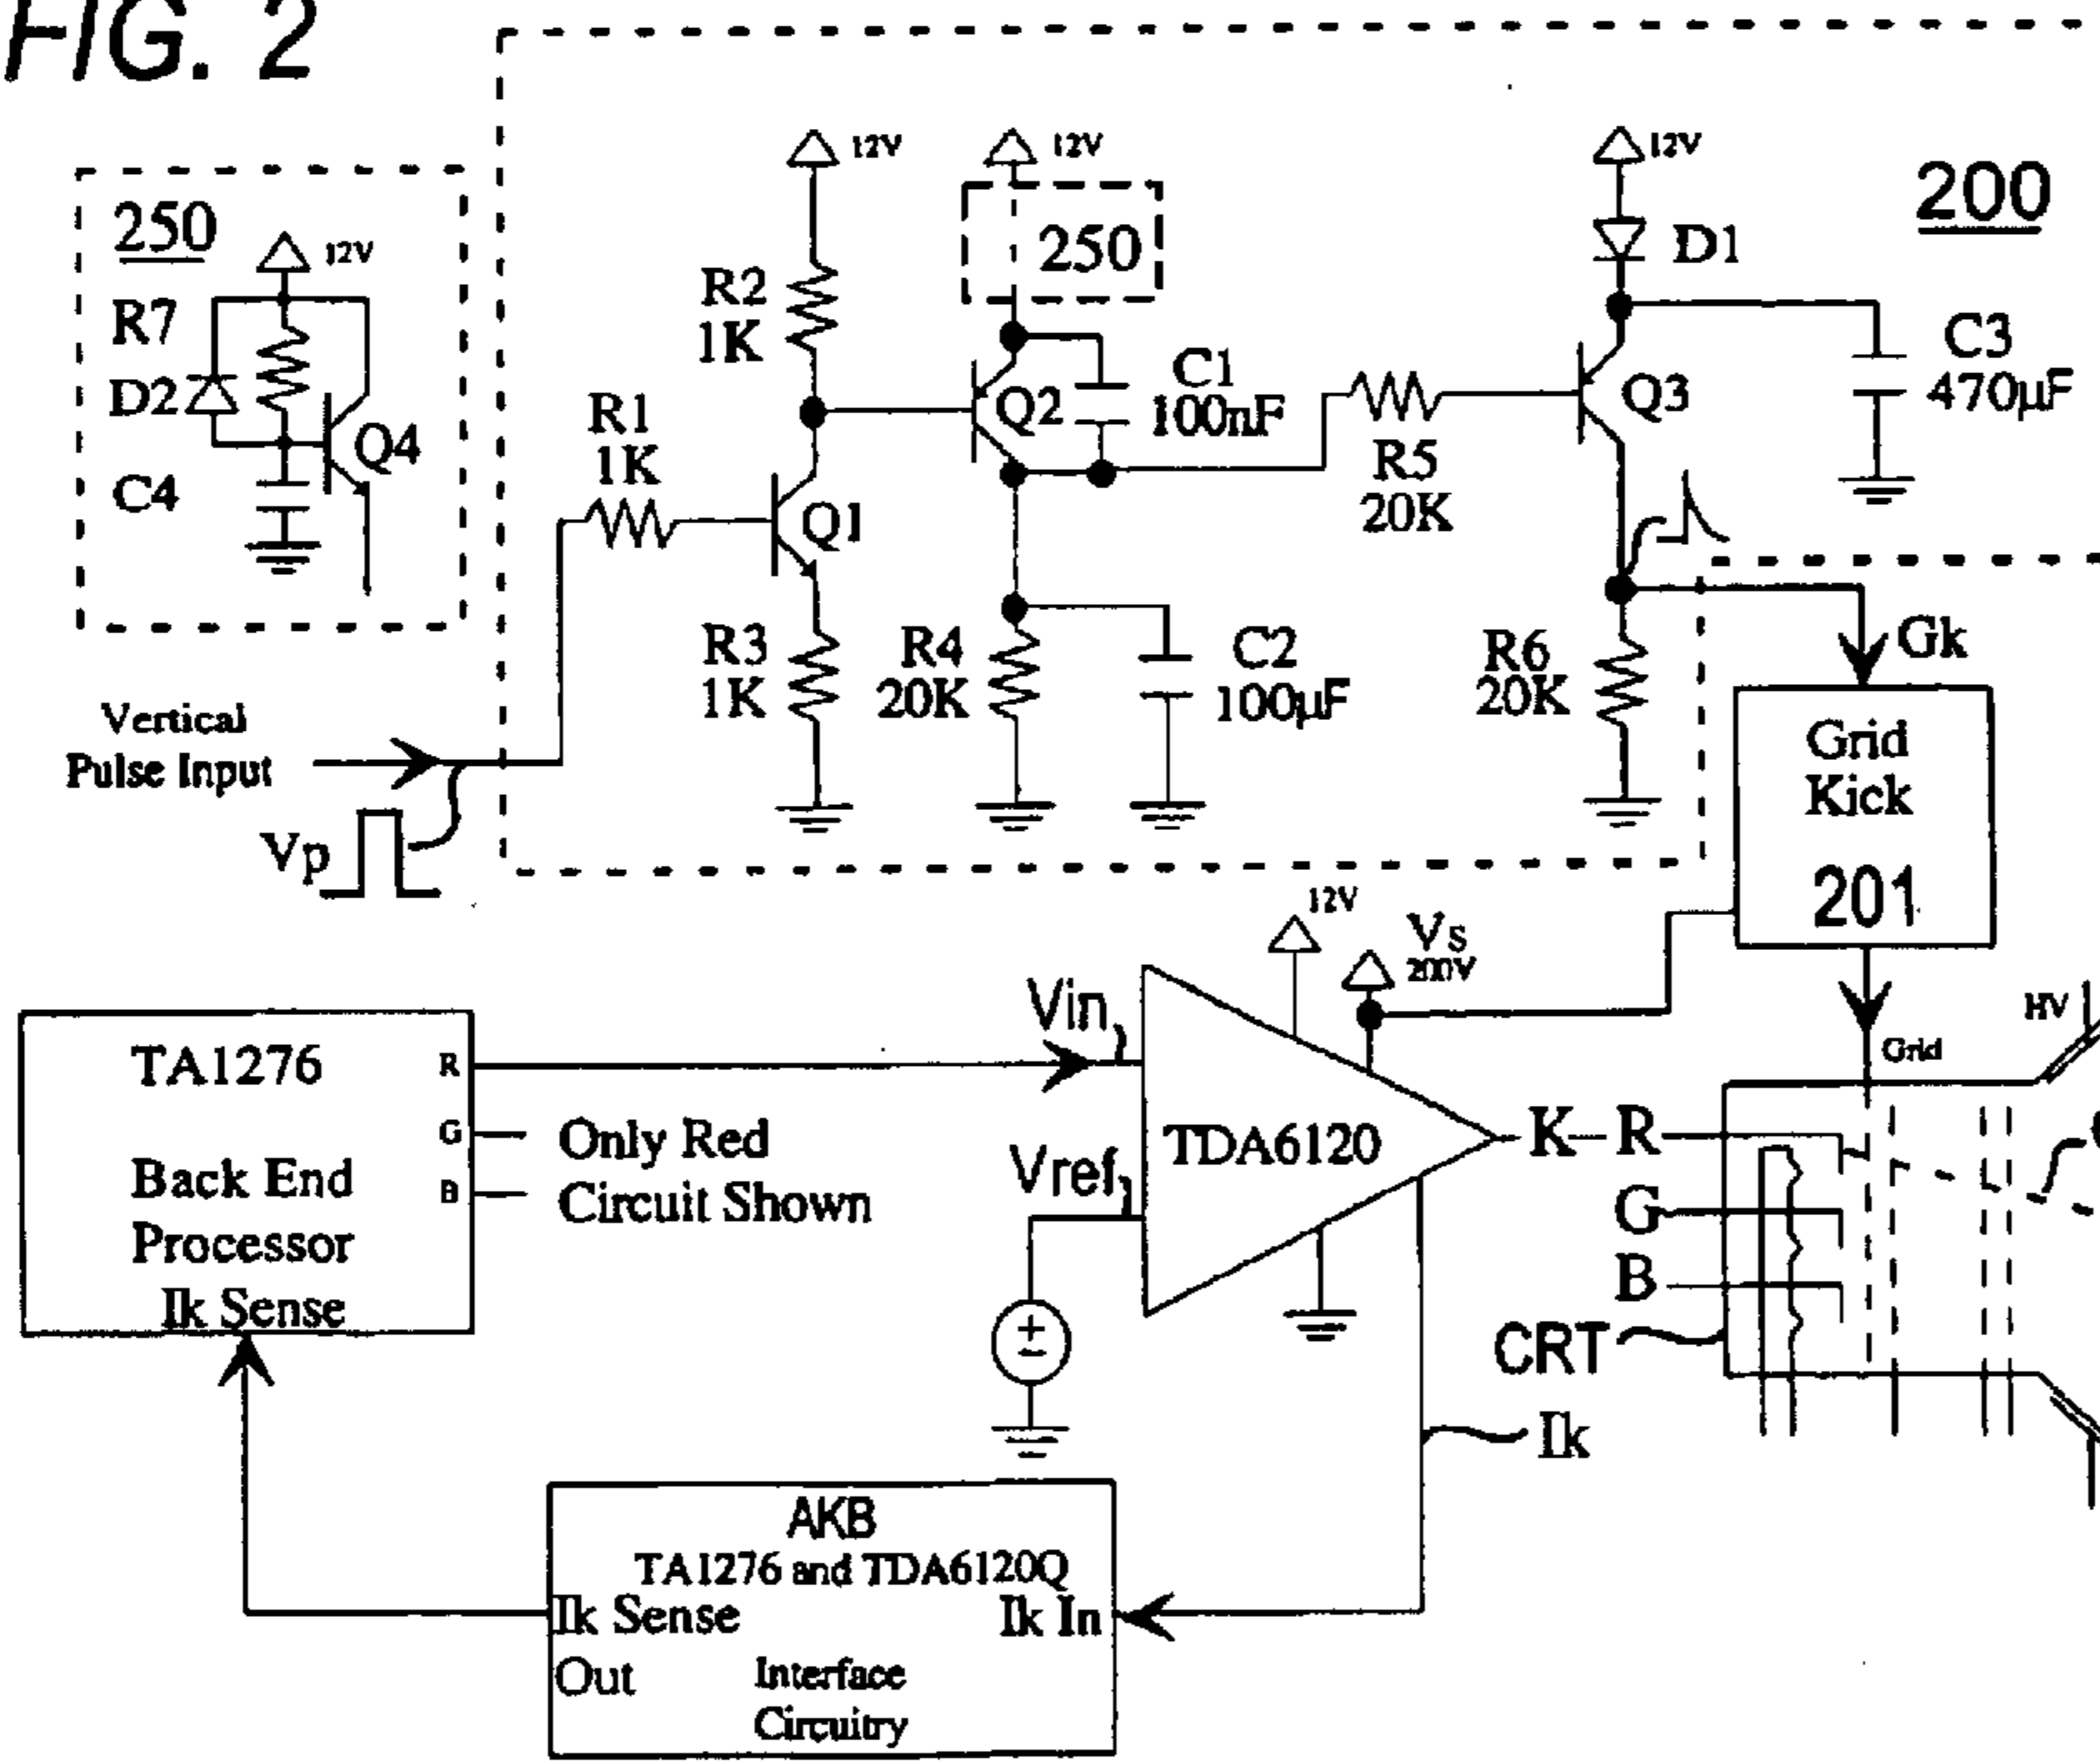 FIG. 2
200
12V
12V
12V
250
12V
R7
D2
C4
Q4
250
R2
1K
D1
C1
100nF
Q2
C3
470µF
Q3
R1
1K
Q1
R5
20K
R3
1K
R4
20K
C2
100µF
R6
20K
Gk
Vertical
Pulse Input
Vp
Grid
Kick
201
12V
Vs
200V
Vin
HV
Grid
TA1276
R
G
B
Back End
Processor
Ik Sense
Only Red
Circuit Shown
Vref
TDA6120
K
R
G
B
CRT
Ik
AKB
TA1276 and TDA6120Q
Ik Sense
Out
Ik In
Interface
Circuitry